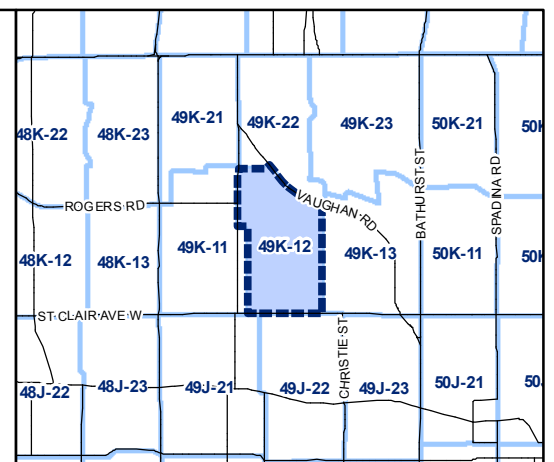 49K-21 49K-22 49K-23 50K-21 50K
48K-22 48K-23
BATHURST ST
SPADINA RD
ROGERS RD
VAUGHAN RD
48K-12 48K-13 49K-11 49K-12 49K-13 50K-11 50K
ST CLAIR AVE W
CHRISTIE ST
48J-22 48J-23 49J-21 49J-22 49J-23 50J-21 50J